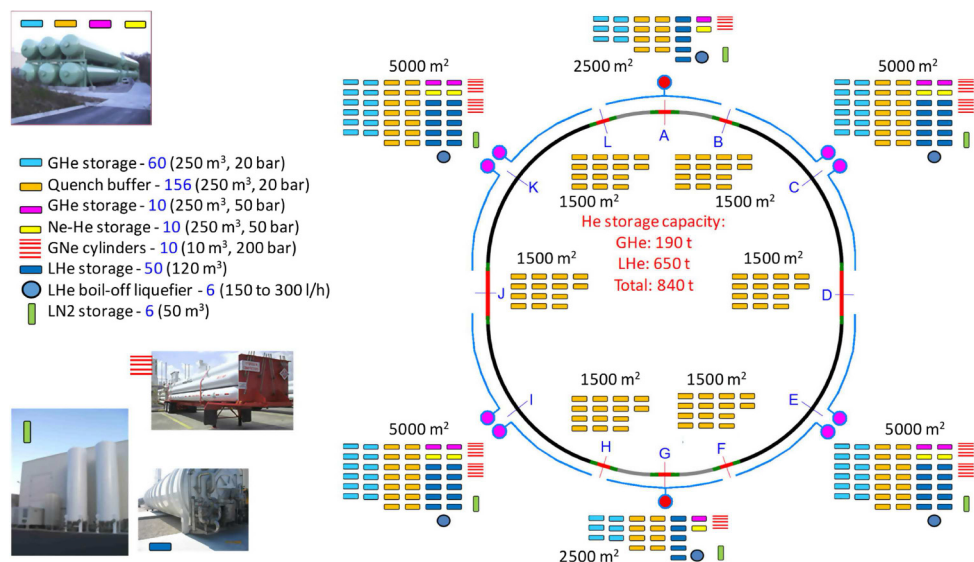 GHe storage - 60 (250 m³, 20 bar)
Quench buffer - 156 (250 m³, 20 bar)
GHe storage - 10 (250 m³, 50 bar)
Ne-He storage - 10 (250 m³, 50 bar)
GNe cylinders - 10 (10 m³, 200 bar)
LHe storage - 50 (120 m³)
LHe boil-off liquefier - 6 (150 to 300 l/h)
LN2 storage - 6 (50 m³)
5000 m²
2500 m²
5000 m²
L
A
B
K
C
1500 m²
1500 m²
He storage capacity:
GHe: 190 t
LHe: 650 t
Total: 840 t
1500 m²
1500 m²
J
D
1500 m²
1500 m²
I
E
H
G
F
5000 m²
5000 m²
2500 m²